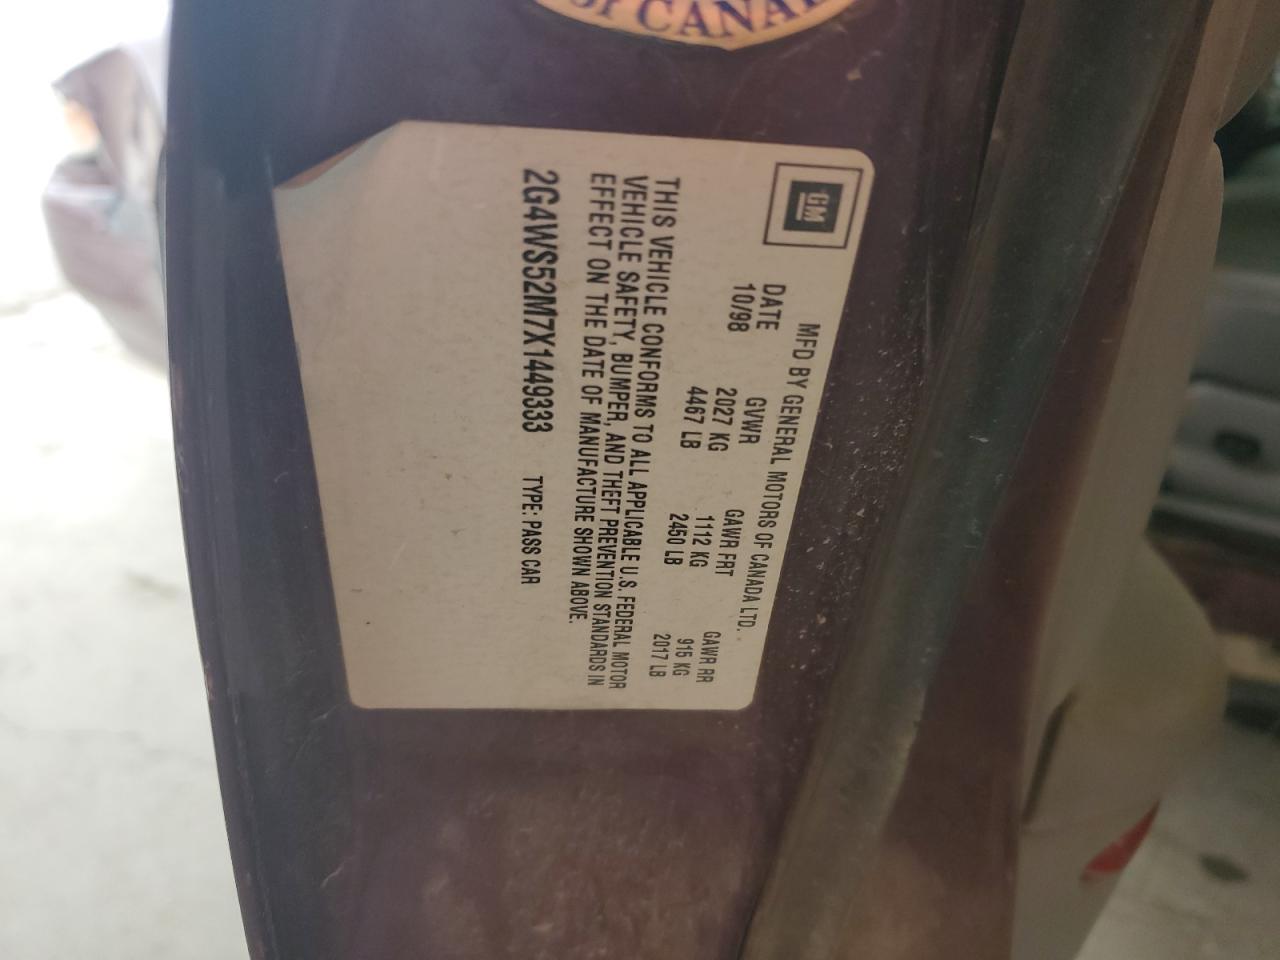 of CANA
GM
MFD BY GENERAL MOTORS OF CANADA LTD.
DATE GVWR GAWR FRT GAWR RR
10/98 2027 KG 1112 KG 915 KG
4467 LB 2450 LB 2017 LB
THIS VEHICLE CONFORMS TO ALL APPLICABLE U.S. FEDERAL MOTOR
VEHICLE SAFETY, BUMPER, AND THEFT PREVENTION STANDARDS IN
EFFECT ON THE DATE OF MANUFACTURE SHOWN ABOVE.
2G4WS52M7X1449333 TYPE: PASS CAR